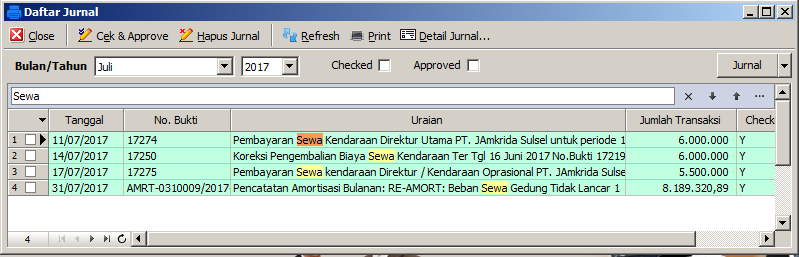 Daftar Jurnal
Close Cek & Approve Hapus Jurnal Refresh Print Detail Jurnal...
Bulan/Tahun Juli 2017 Checked Approved Jurnal
Sewa
Tanggal No. Bukti Uraian Jumlah Transaksi Check
1 11/07/2017 17274 Pembayaran Sewa Kendaraan Direktur Utama PT. JAmkrida Sulsel untuk periode 1 6.000.000 Y
2 14/07/2017 17250 Koreksi Pengembalian Biaya Sewa Kendaraan Ter Tgl 16 Juni 2017 No.Bukti 17219 6.000.000 Y
3 17/07/2017 17275 Pembayaran Sewa kendaraan Direktur / Kendaraan Oprasional PT. JAmkrida Sulse 5.500.000 Y
4 31/07/2017 AMRT-0310009/2017 Pencatatan Amortisasi Bulanan: RE-AMORT: Beban Sewa Gedung Tidak Lancar 1 8.189.320,89 Y
4